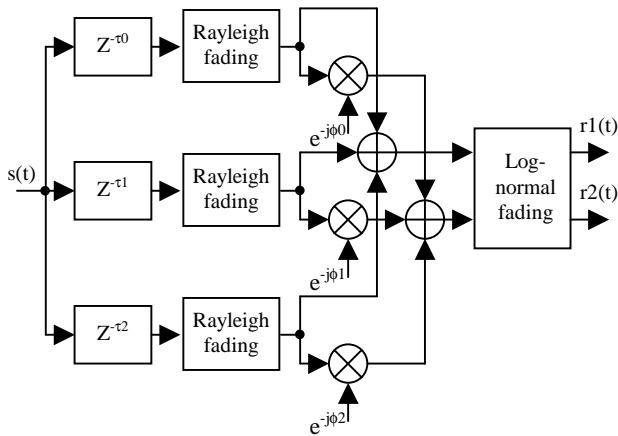 Z-τ0
Rayleigh
fading
e-jϕ0
r1(t)
s(t)
Z-τ1
Rayleigh
fading
Log-
normal
fading
r2(t)
e-jϕ1
Z-τ2
Rayleigh
fading
e-jϕ2